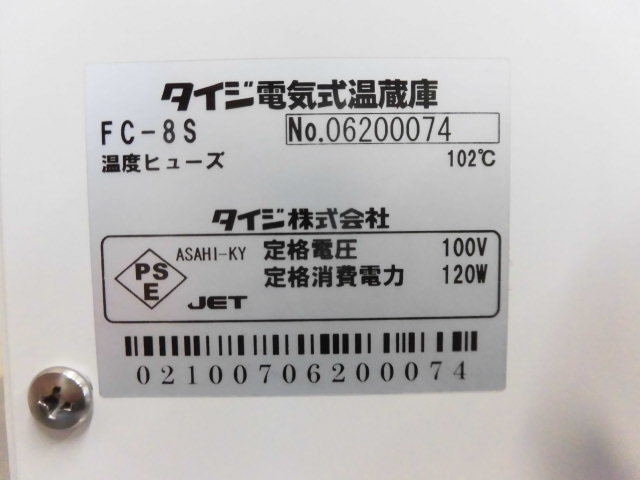 タイジ電気式温蔵庫
FC-8S No.06200074
温度ヒューズ 102℃
タイジ株式会社
PS E ASAHI-KY 定格電圧 100V
JET 定格消費電力 120W
02100706200074